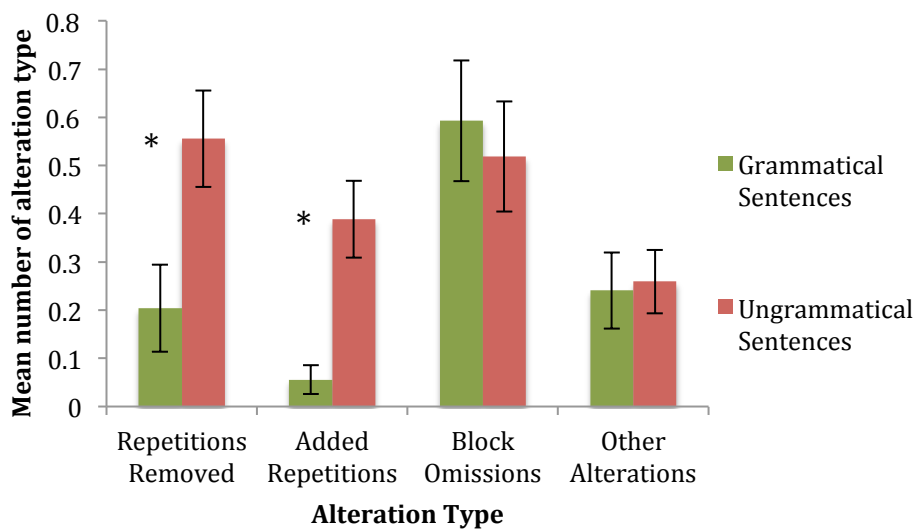 Mean number of alteration type
0.8
0.7
0.6
0.5
0.4
0.3
0.2
0.1
0
*
*
Repetitions
Removed
Added
Repetitions
Block
Omissions
Other
Alterations
Alteration Type
Grammatical
Sentences
Ungrammatical
Sentences